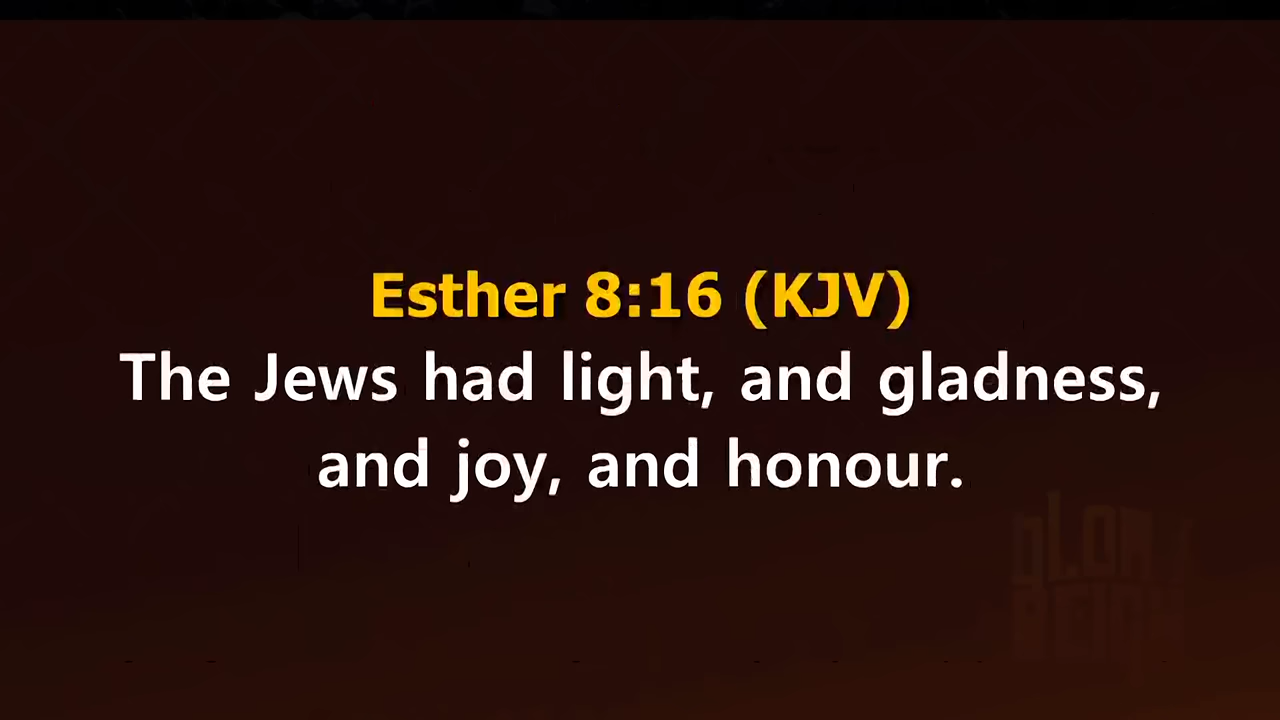 Esther 8:16 (KJV)
The Jews had light, and gladness,
and joy, and honour.